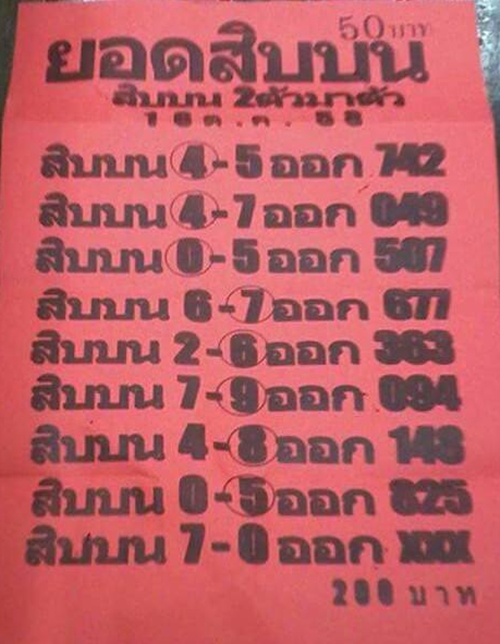 50 บาท
ยอดสิบบน
สิบบน 2ตัวมาตัว
16 ต.ค. 58
สิบบน 4-5 ออก 742
สิบบน 4-7 ออก 049
สิบบน 0-5 ออก 507
สิบบน 6-7 ออก 677
สิบบน 2-6 ออก 363
สิบบน 7-9 ออก 094
สิบบน 4-8 ออก 148
สิบบน 0-5 ออก 825
สิบบน 7-0 ออก xxx
200 บาท